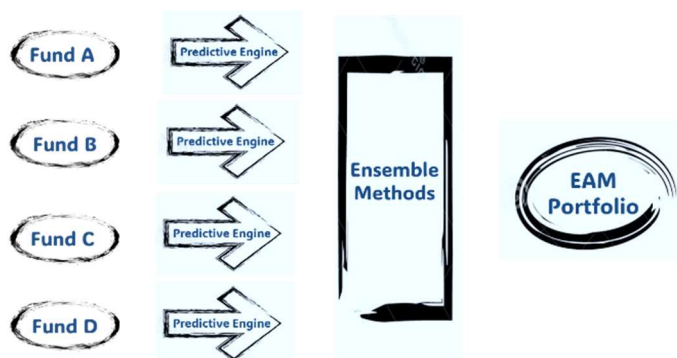 Fund A
Predictive Engine
Fund B
Predictive Engine
Fund C
Predictive Engine
Fund D
Predictive Engine
Ensemble
Methods
EAM
Portfolio